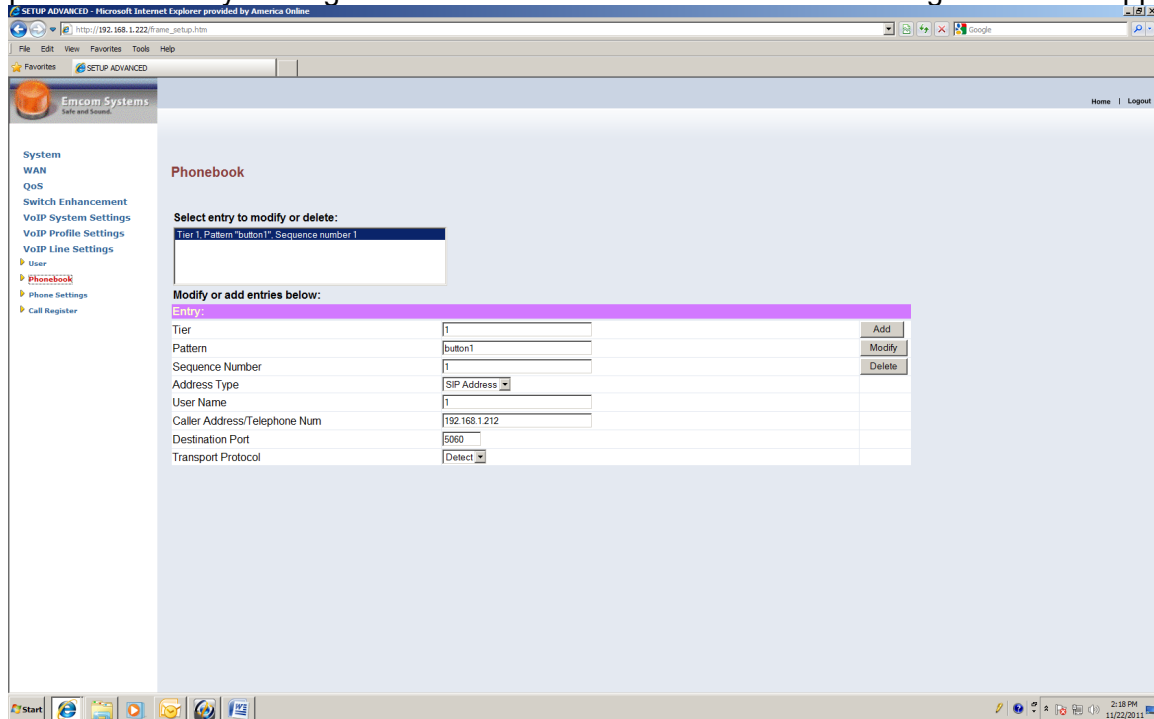 SETUP ADVANCED - Microsoft Internet Explorer provided by America Online
http://192.168.1.222/frame_setup.htm
Google
File Edit View Favorites Tools Help
Favorites SETUP ADVANCED
Emcom Systems
Safe and Sound.
Home | Logout
System
WAN
QoS
Switch Enhancement
VoIP System Settings
VoIP Profile Settings
VoIP Line Settings
User
Phonebook
Phone Settings
Call Register
Phonebook
Select entry to modify or delete:
Tier 1, Pattern "button1", Sequence number 1
Modify or add entries below:
Entry:
Tier 1 Add
Pattern button1 Modify
Sequence Number 1 Delete
Address Type SIP Address
User Name 1
Caller Address/Telephone Num 192.168.1.212
Destination Port 5060
Transport Protocol Detect
Start
2:18 PM
11/22/2011